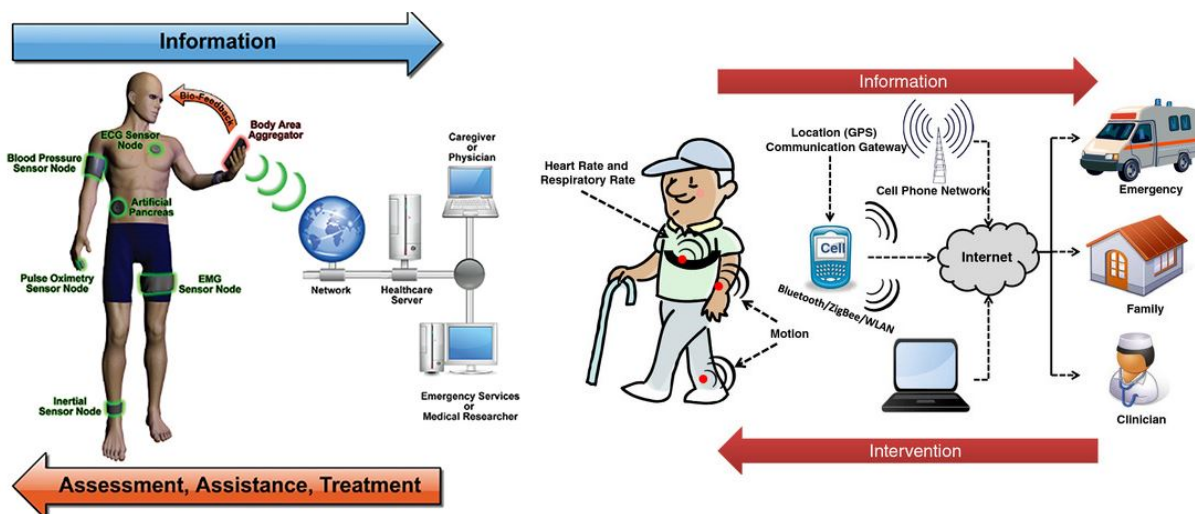 Information
Bio-Feedback
Body Area
Aggregator
ECG Sensor
Node
Blood Pressure
Sensor Node
Artificial
Pancreas
Pulse Oximetry
Sensor Node
EMG
Sensor Node
Inertial
Sensor Node
Caregiver
or
Physician
Network
Healthcare
Server
Emergency Services
or
Medical Researcher
Assessment, Assistance, Treatment
Information
Location (GPS)
Communication Gateway
Heart Rate and
Respiratory Rate
Cell Phone Network
Cell
Internet
Bluetooth/ZigBee/WLAN
Motion
Emergency
Family
Clinician
Intervention